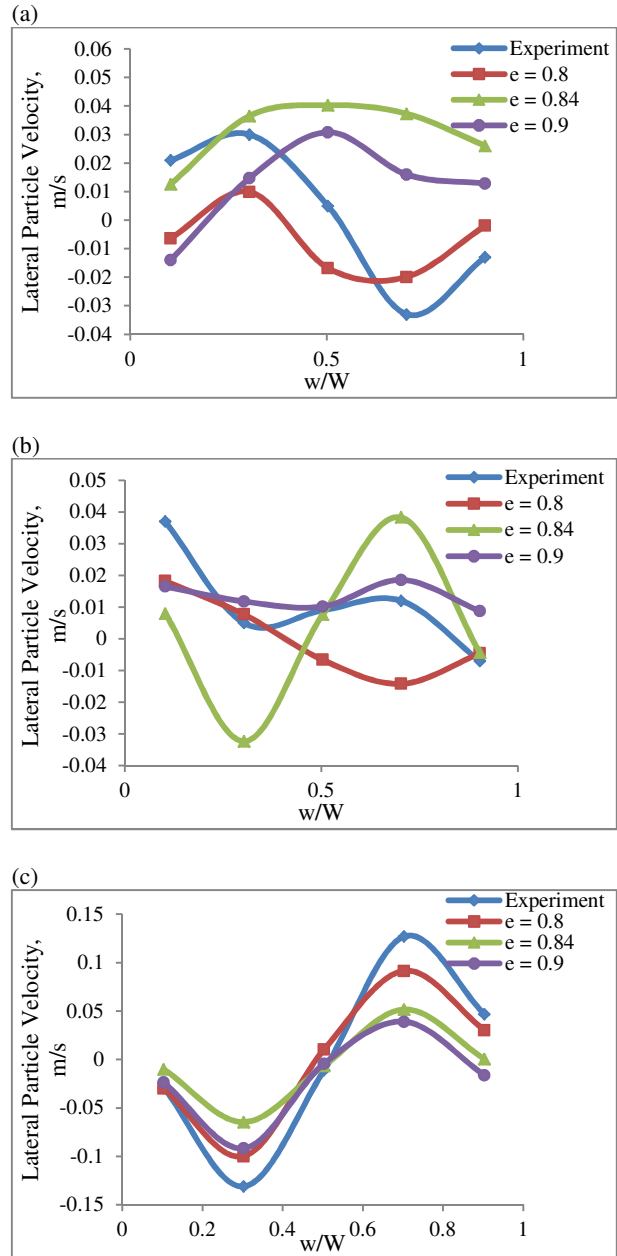 (a)
Lateral Particle Velocity,
m/s
0.06
0.05
0.04
0.03
0.02
0.01
0
-0.01
-0.02
-0.03
-0.04
0
0.5
1
w/W
Experiment
e = 0.8
e = 0.84
e = 0.9
(b)
Lateral Particle Velocity,
m/s
0.05
0.04
0.03
0.02
0.01
0
-0.01
-0.02
-0.03
-0.04
0
0.5
1
w/W
Experiment
e = 0.8
e = 0.84
e = 0.9
(c)
Lateral Particle Velocity,
m/s
0.15
0.1
0.05
0
-0.05
-0.1
-0.15
0
0.2
0.4
0.6
0.8
1
w/W
Experiment
e = 0.8
e = 0.84
e = 0.9